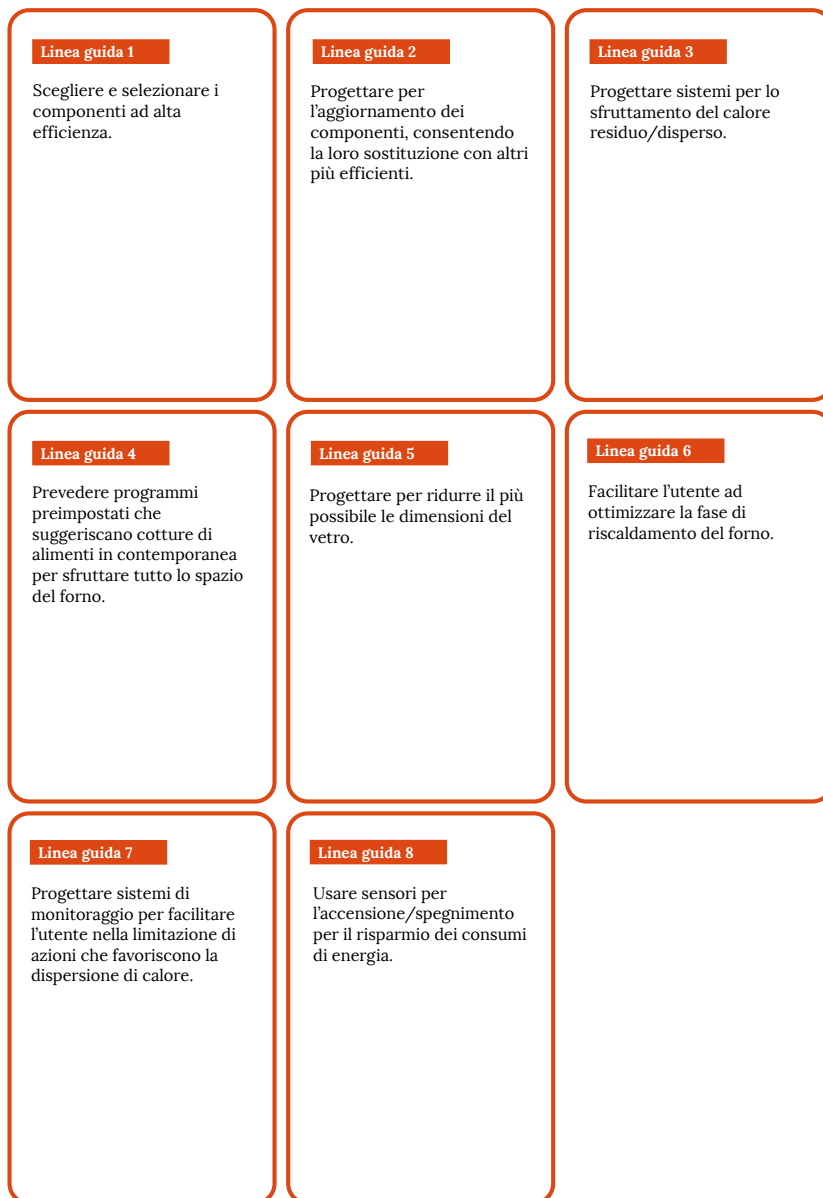 Linea guida 1
Scegliere e selezionare i
componenti ad alta
efficienza.
Linea guida 2
Progettare per
l’aggiornamento dei
componenti, consentendo
la loro sostituzione con altri
più efficienti.
Linea guida 3
Progettare sistemi per lo
sfruttamento del calore
residuo/disperso.
Linea guida 4
Prevedere programmi
preimpostati che
suggeriscano cotture di
alimenti in contemporanea
per sfruttare tutto lo spazio
del forno.
Linea guida 5
Progettare per ridurre il più
possibile le dimensioni del
vetro.
Linea guida 6
Facilitare l’utente ad
ottimizzare la fase di
riscaldamento del forno.
Linea guida 7
Progettare sistemi di
monitoraggio per facilitare
l’utente nella limitazione di
azioni che favoriscono la
dispersione di calore.
Linea guida 8
Usare sensori per
l’accensione/spegnimento
per il risparmio dei consumi
di energia.